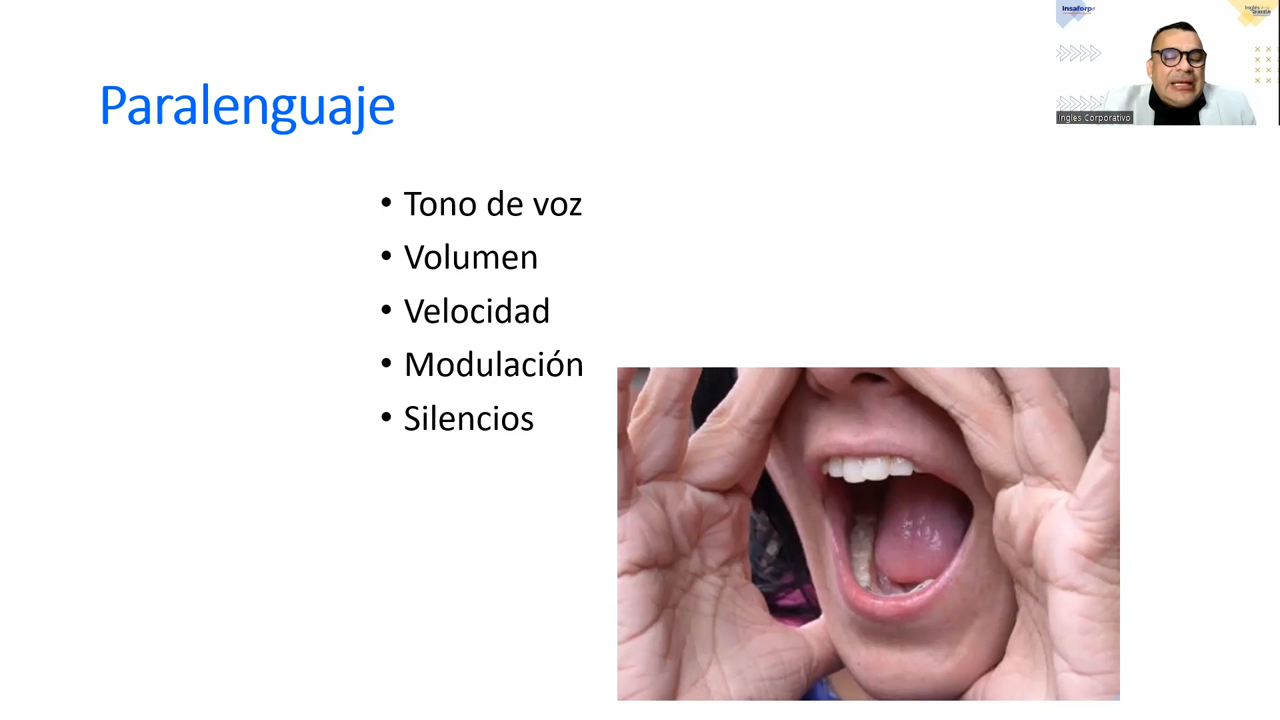 Paralenguaje
• Tono de voz
• Volumen
• Velocidad
• Modulación
• Silencios
Insaforp
Ingles Corporativo